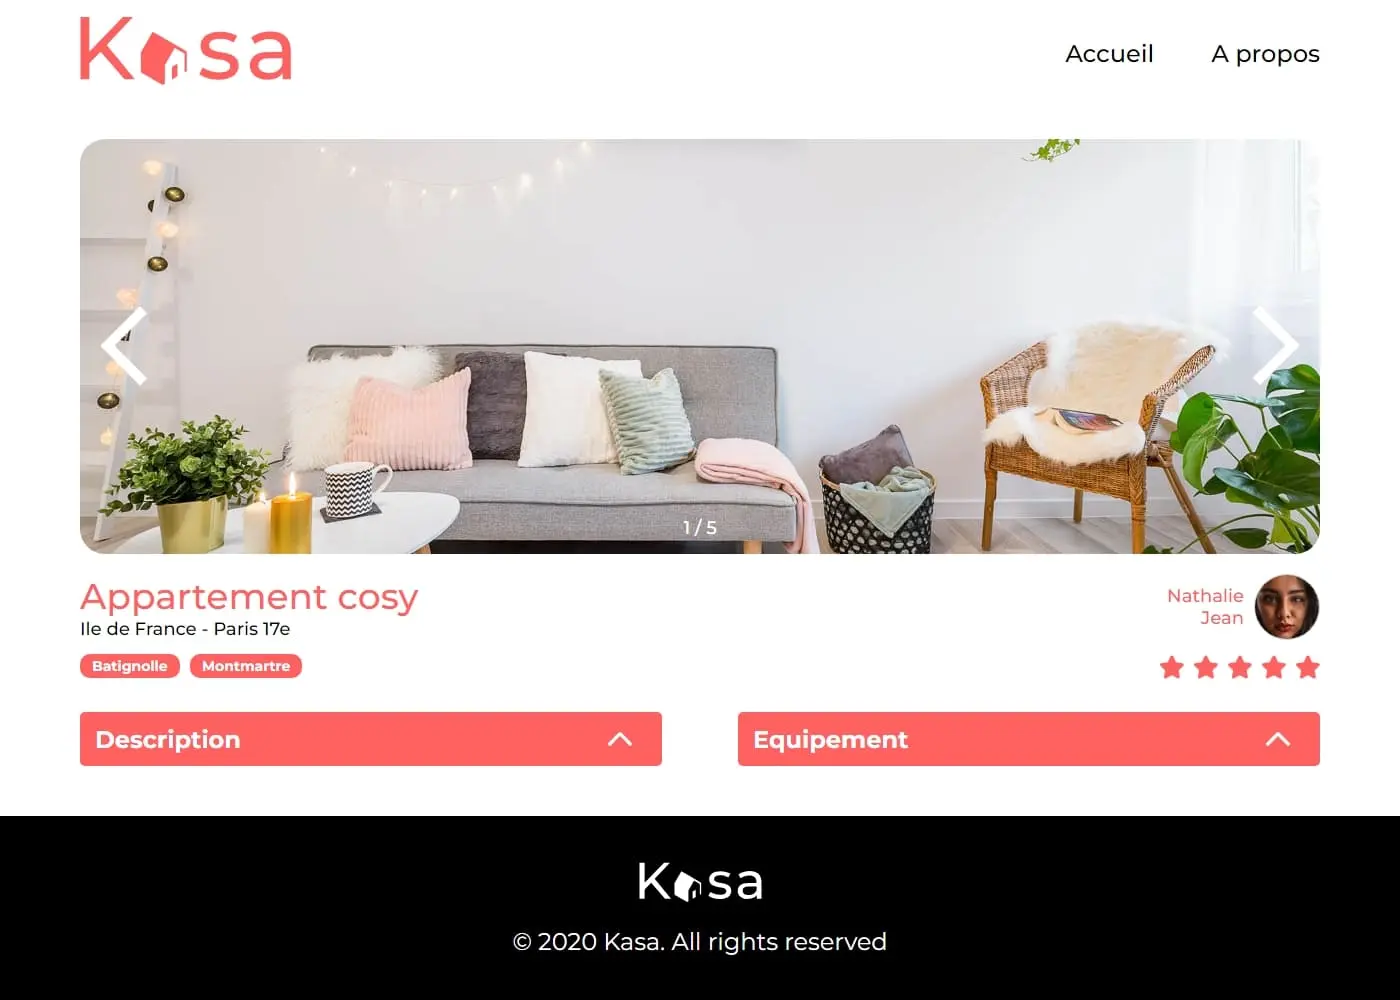 Kasa
Accueil
A propos
1 / 5
Appartement cosy
Ile de France - Paris 17e
Batignolle
Montmartre
Nathalie
Jean
Description
Equipement
Kasa
© 2020 Kasa. All rights reserved